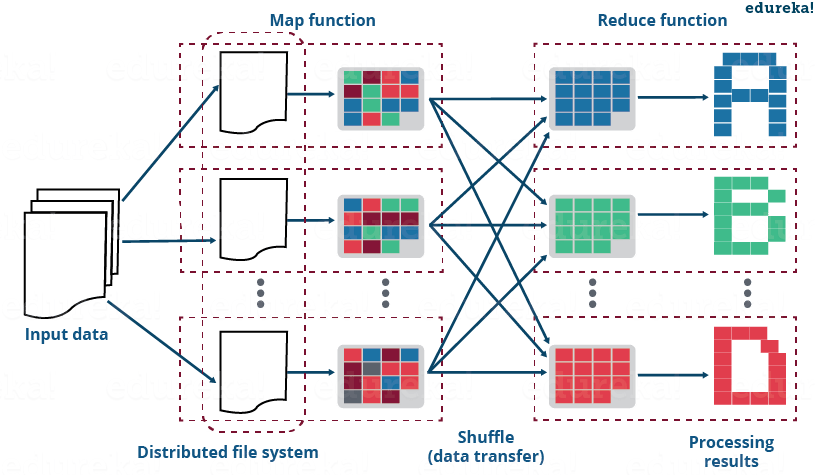 edureka!
Map function
Reduce function
Input data
Distributed file system
Shuffle
(data transfer)
Processing
results
A
B
D